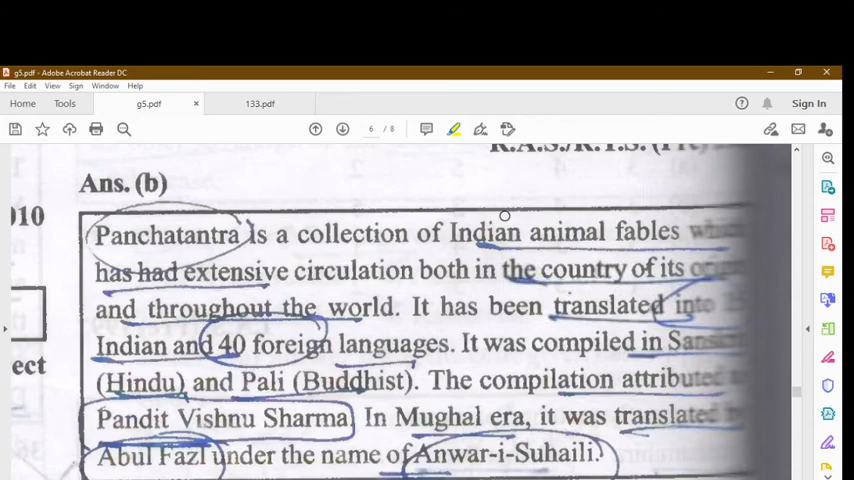 g5.pdf - Adobe Acrobat Reader DC
File Edit View Sign Window Help
Home Tools g5.pdf × 133.pdf Sign In
6 / 8
Ans. (b)
010
Panchatantra is a collection of Indian animal fables which
has had extensive circulation both in the country of its origin
and throughout the world. It has been translated into
Indian and 40 foreign languages. It was compiled in
ect
(Hindu) and Pali (Buddhist). The compilation attributed
Pandit Vishnu Sharma. In Mughal era, it was translated
Abul Fazl under the name of Anwar-i-Suhaili.